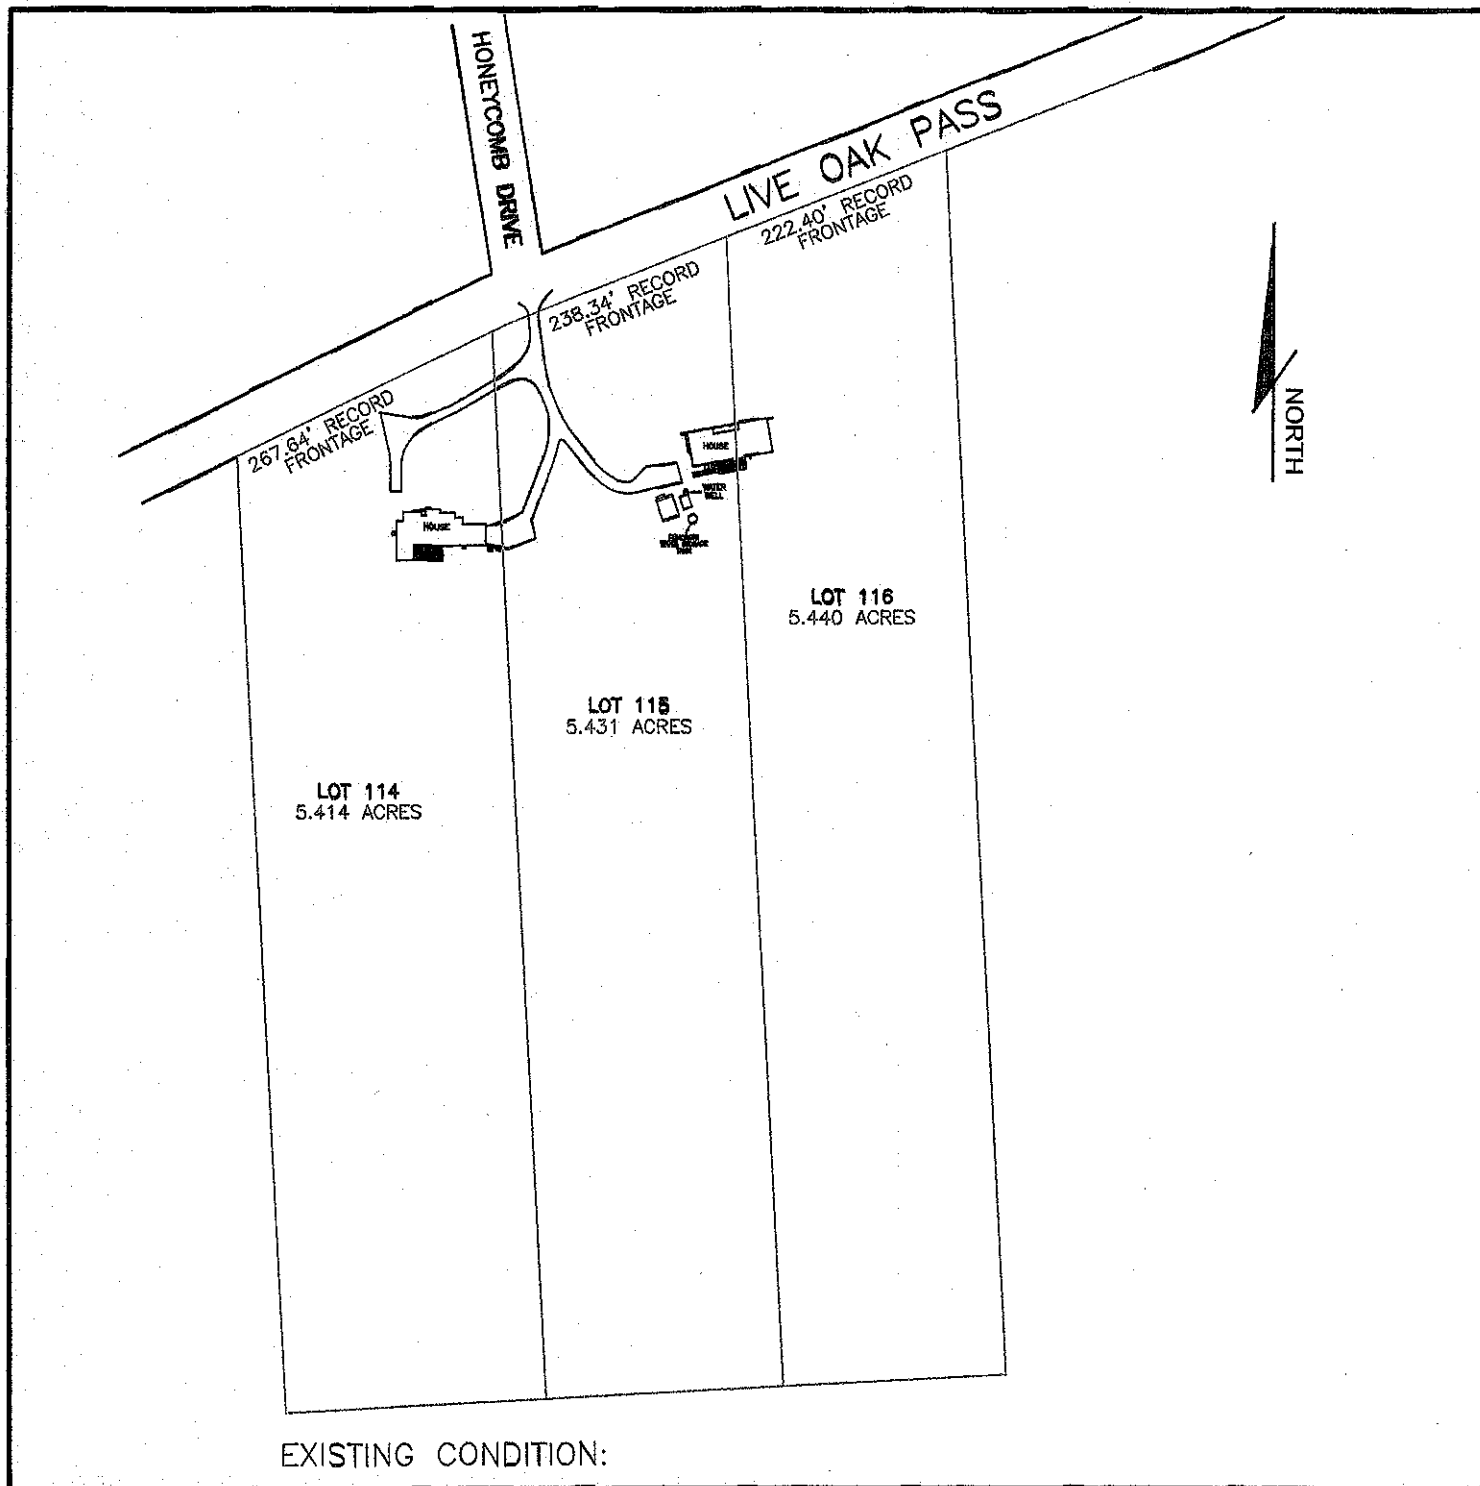 HONEYCOMB DRIVE
LIVE OAK PASS
222.40' RECORD
FRONTAGE
238.34' RECORD
FRONTAGE
267.64' RECORD
FRONTAGE
NORTH
HOUSE
WATER
WELL
HOUSE
LOT 116
5.440 ACRES
LOT 115
5.431 ACRES
LOT 114
5.414 ACRES
EXISTING CONDITION: